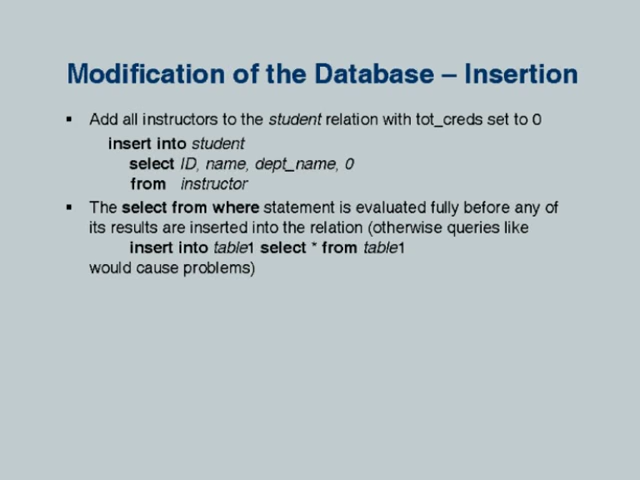 Modification of the Database – Insertion
▪ Add all instructors to the student relation with tot_creds set to 0
insert into student
select ID, name, dept_name, 0
from instructor
▪ The select from where statement is evaluated fully before any of
its results are inserted into the relation (otherwise queries like
insert into table1 select * from table1
would cause problems)